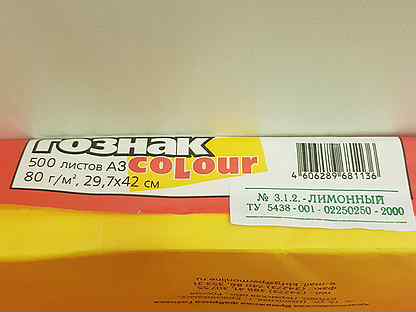 ГОЗНАК
500 листов А3 COLOUR
80 г/м², 29,7х42 см
4 606289 681136
№ 3.1.2. - ЛИМОННЫЙ
ТУ 5438 - 001 - 02250250 - 2000